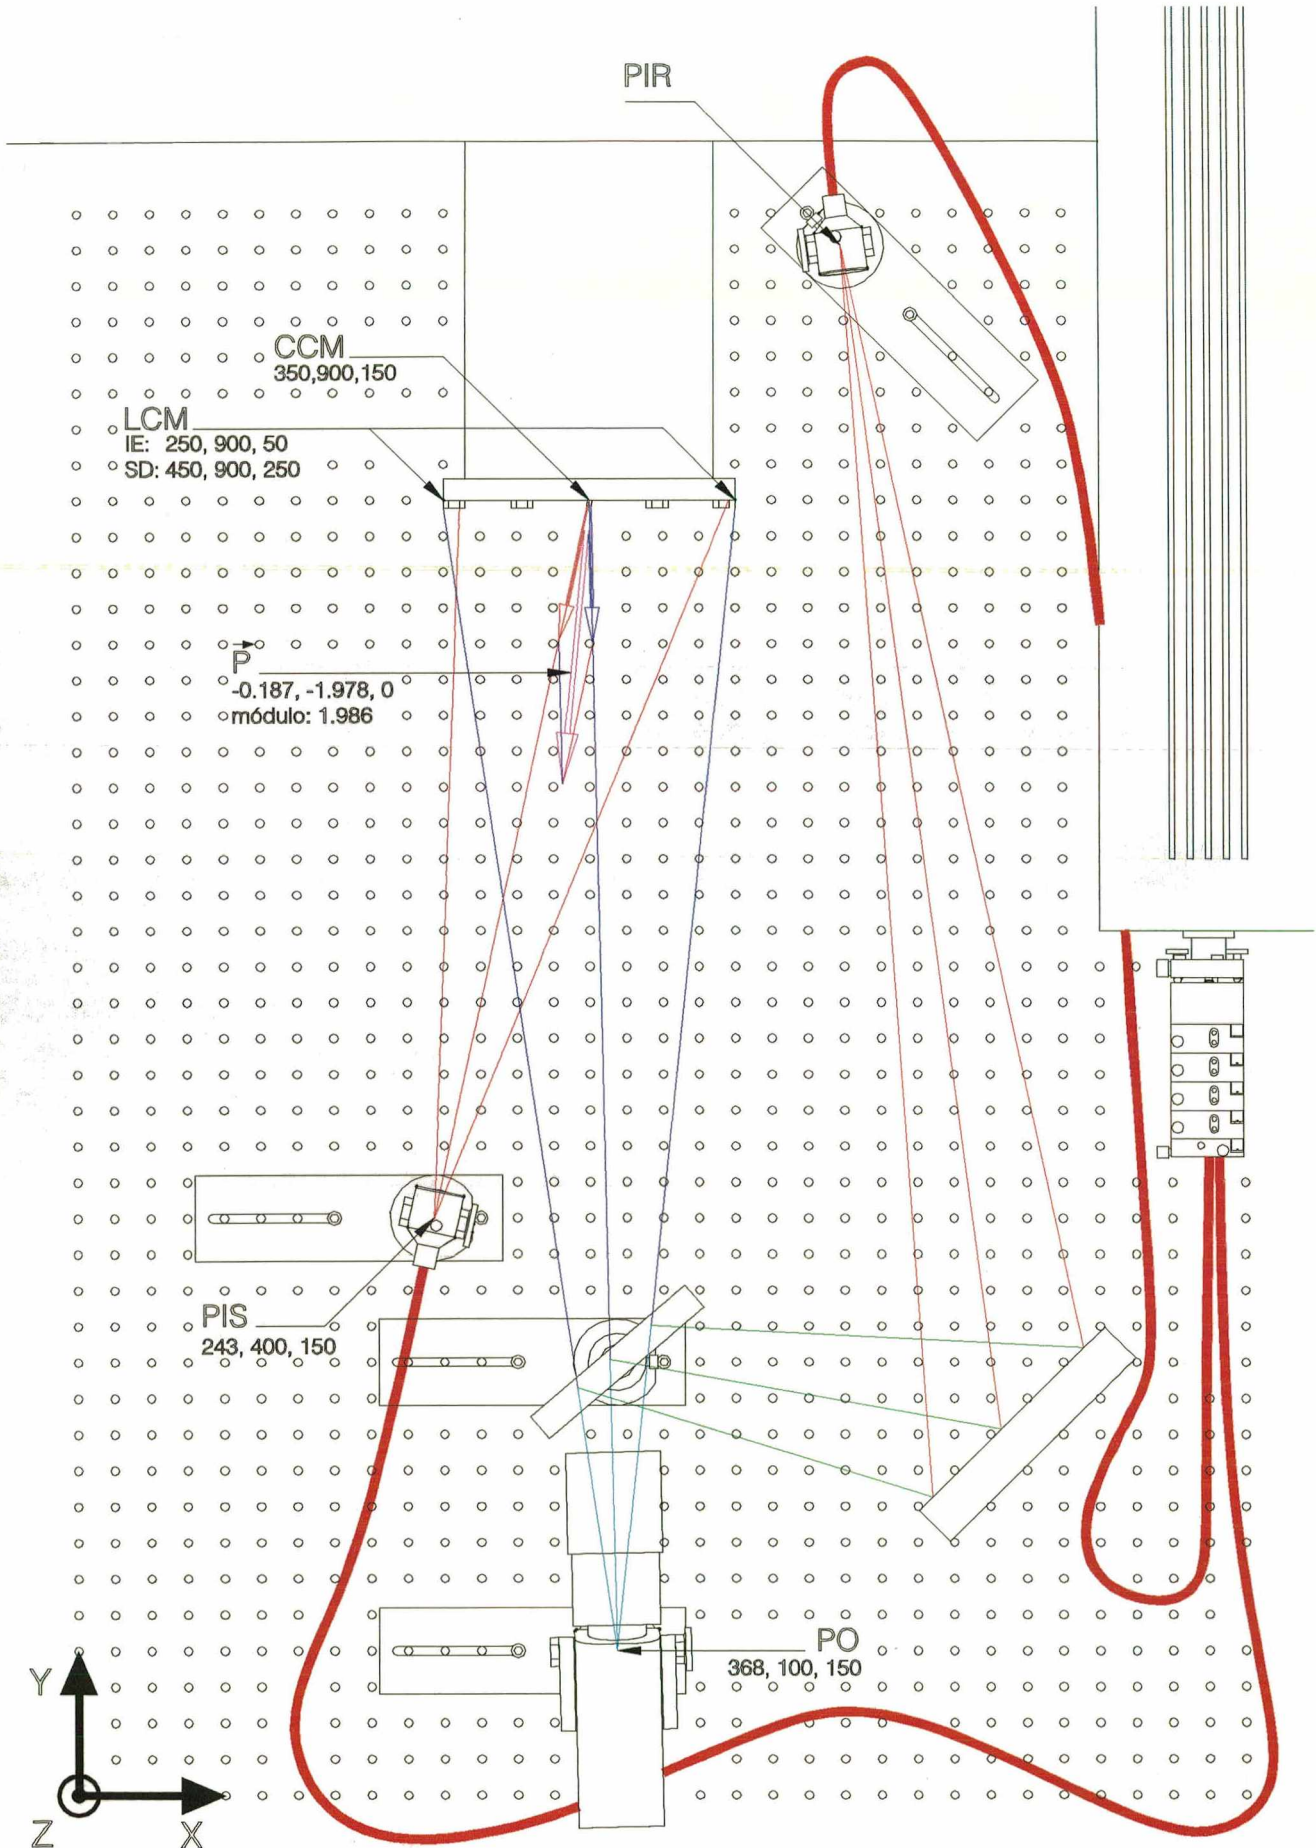 PIR
CCM
350,900,150
LCM
IE: 250, 900, 50
SD: 450, 900, 250
P
-0.187, -1.978, 0
módulo: 1.986
PIS
243, 400, 150
PO
368, 100, 150
Y
Z
X